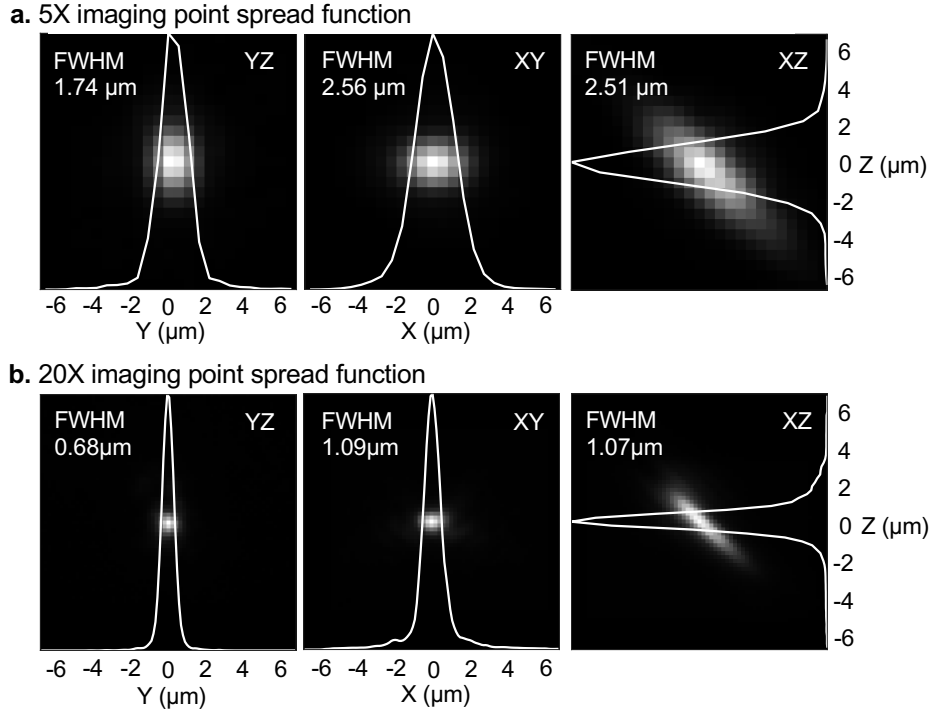 a. 5X imaging point spread function
FWHM
1.74 µm
YZ
FWHM
2.56 µm
XY
FWHM
2.51 µm
XZ
6
4
2
0 Z (µm)
-2
-4
-6
-6 -4 -2 0 2 4 6
Y (µm)
-6 -4 -2 0 2 4 6
X (µm)
b. 20X imaging point spread function
FWHM
0.68µm
YZ
FWHM
1.09µm
XY
FWHM
1.07µm
XZ
6
4
2
0 Z (µm)
-2
-4
-6
-6 -4 -2 0 2 4 6
Y (µm)
-6 -4 -2 0 2 4 6
X (µm)